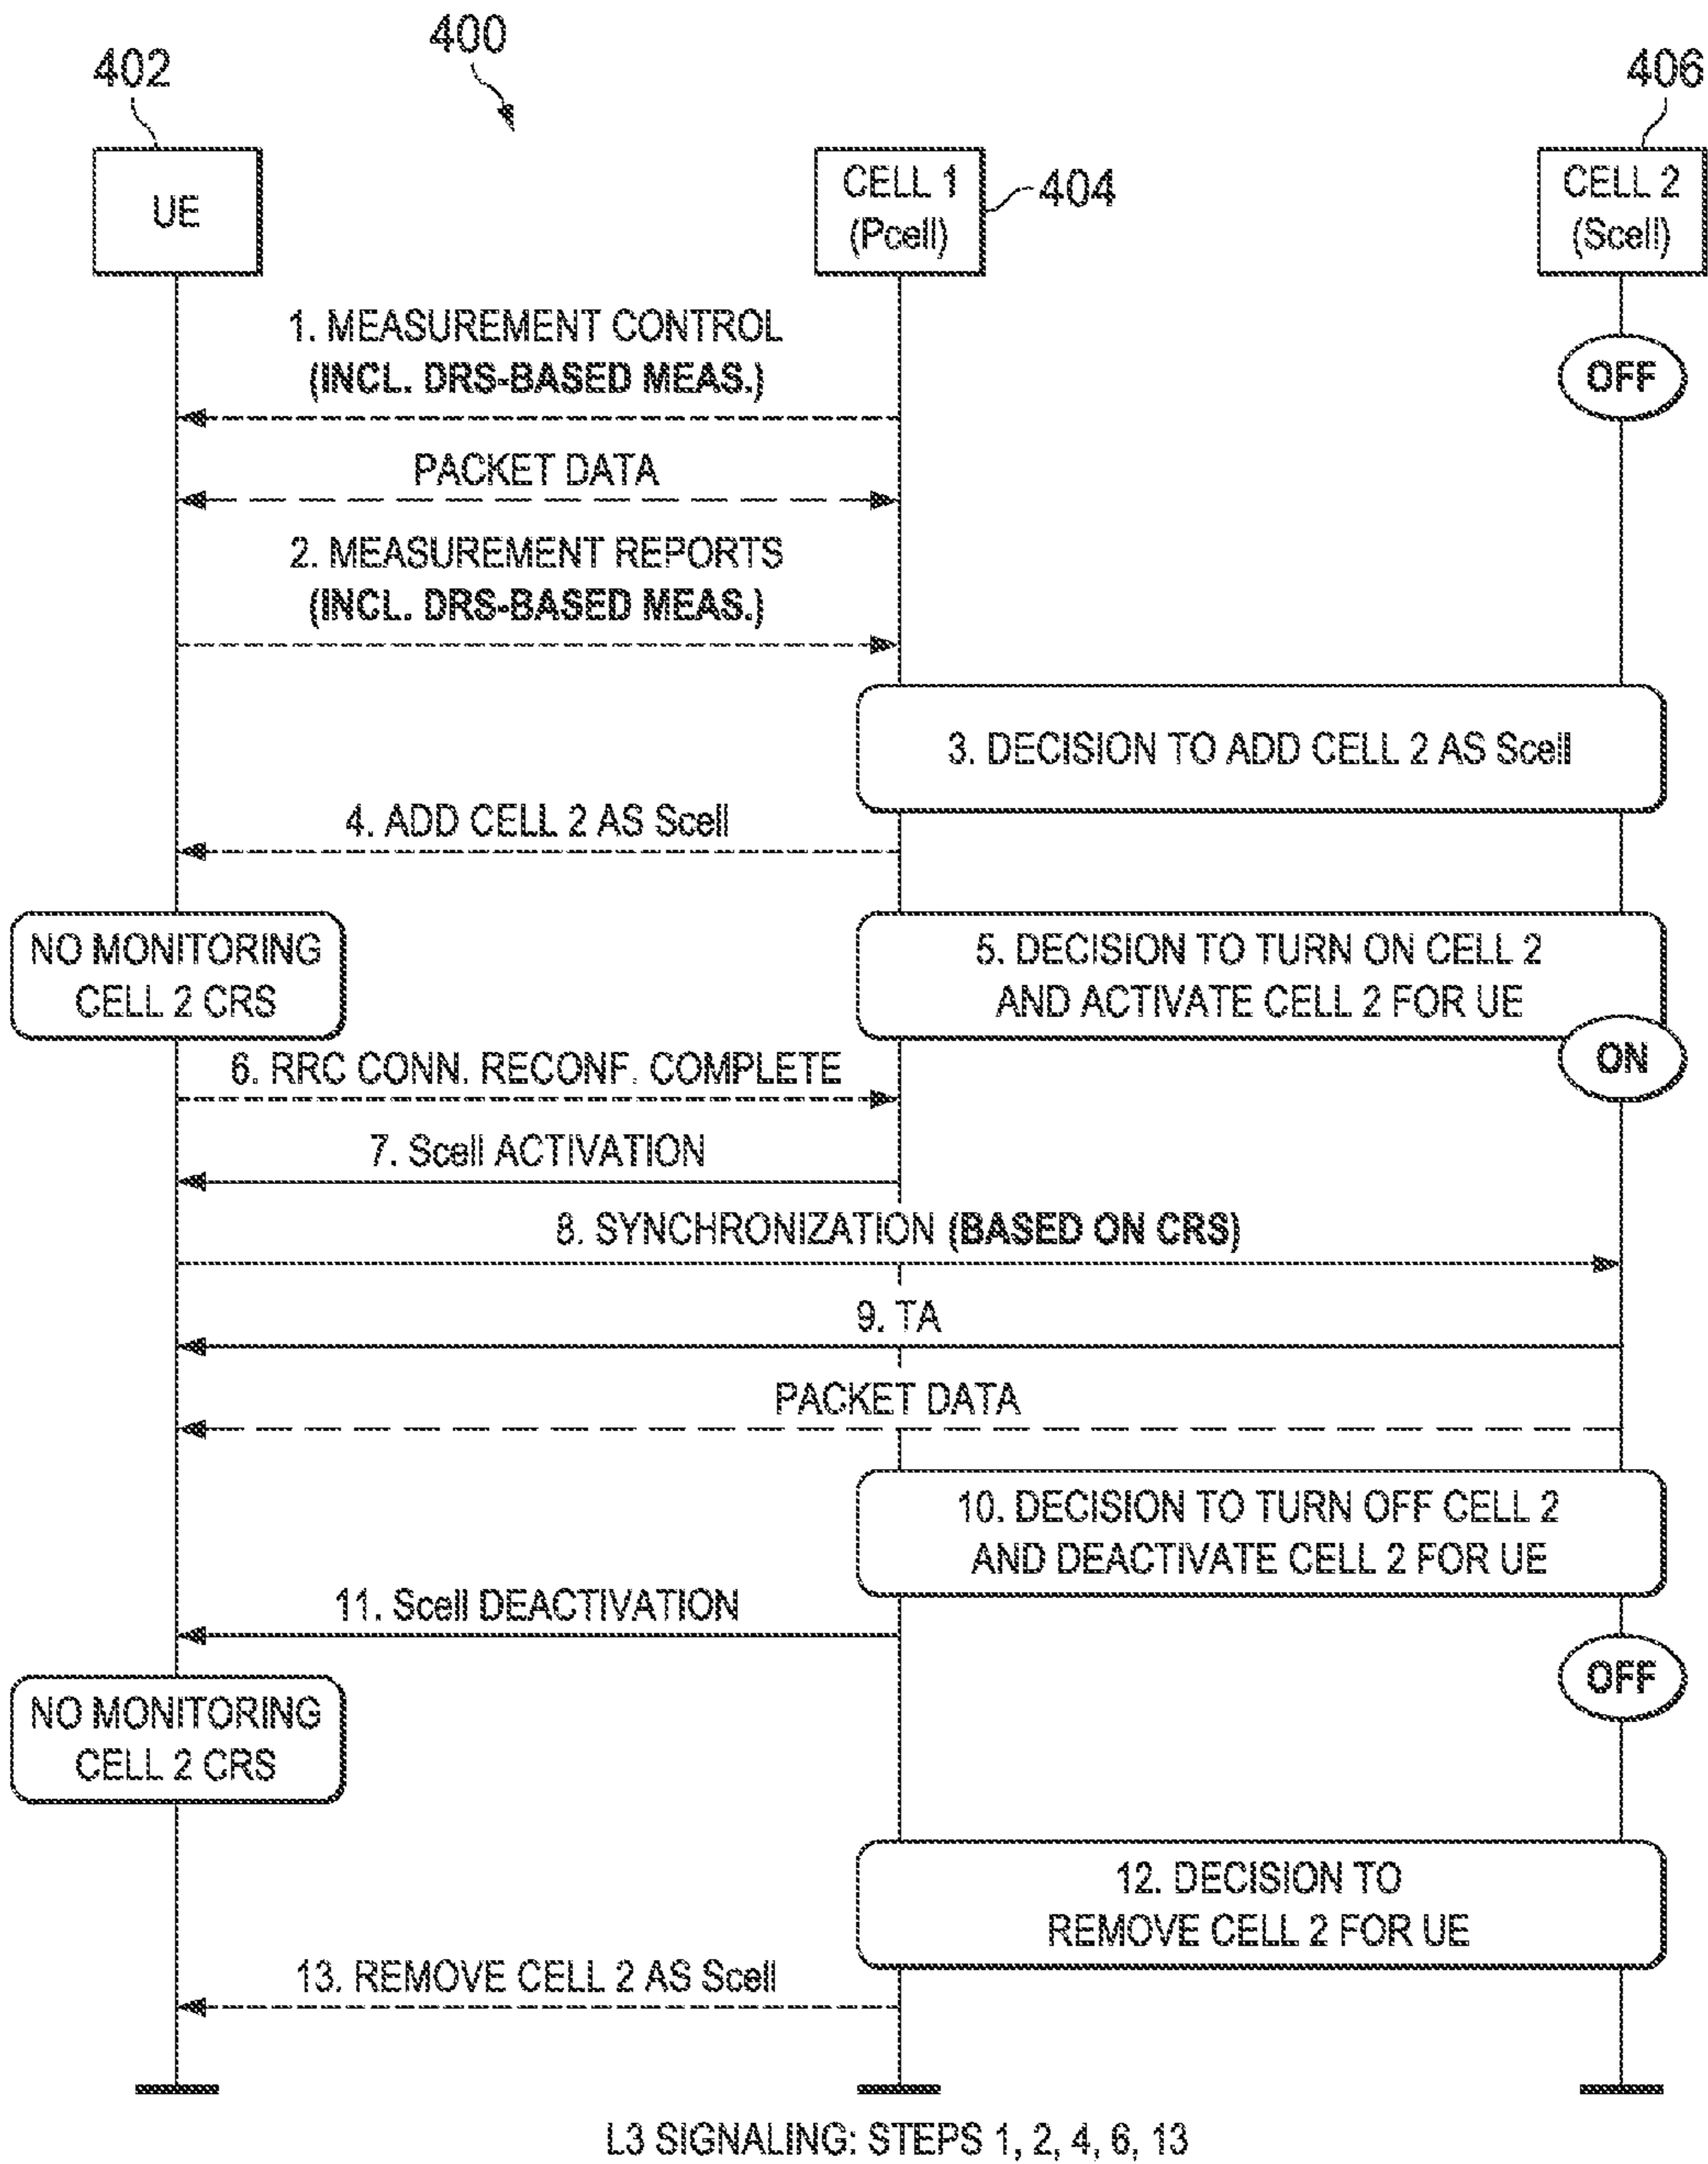 400
402
406
UE
CELL 1
(Pcell)
404
CELL 2
(Scell)
1. MEASUREMENT CONTROL
(INCL. DRS-BASED MEAS.)
OFF
PACKET DATA
2. MEASUREMENT REPORTS
(INCL. DRS-BASED MEAS.)
3. DECISION TO ADD CELL 2 AS Scell
4. ADD CELL 2 AS Scell
NO MONITORING
CELL 2 CRS
5. DECISION TO TURN ON CELL 2
AND ACTIVATE CELL 2 FOR UE
ON
6. RRC CONN. RECONF. COMPLETE
7. Scell ACTIVATION
8. SYNCHRONIZATION (BASED ON CRS)
9. TA
PACKET DATA
10. DECISION TO TURN OFF CELL 2
AND DEACTIVATE CELL 2 FOR UE
11. Scell DEACTIVATION
OFF
NO MONITORING
CELL 2 CRS
12. DECISION TO
REMOVE CELL 2 FOR UE
13. REMOVE CELL 2 AS Scell
L3 SIGNALING: STEPS 1, 2, 4, 6, 13